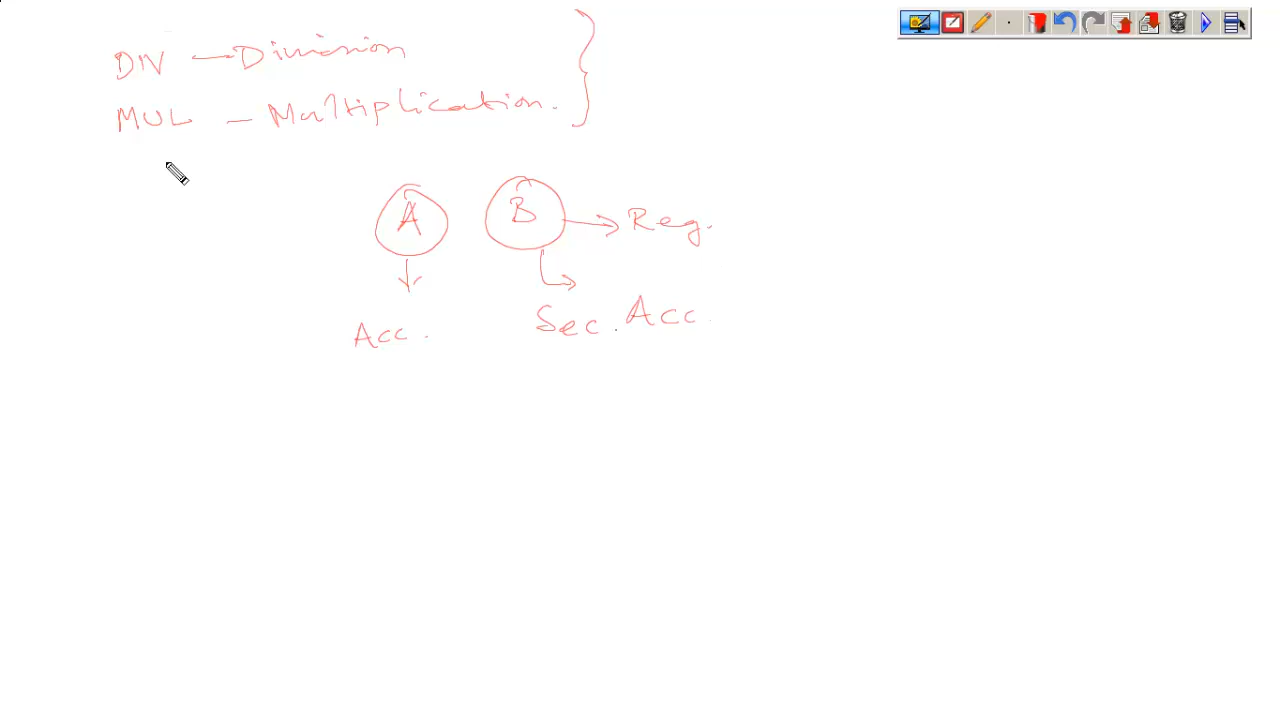 DIV — Division
MUL — Multiplication.
A B → Reg.
Acc. Sec. Acc.